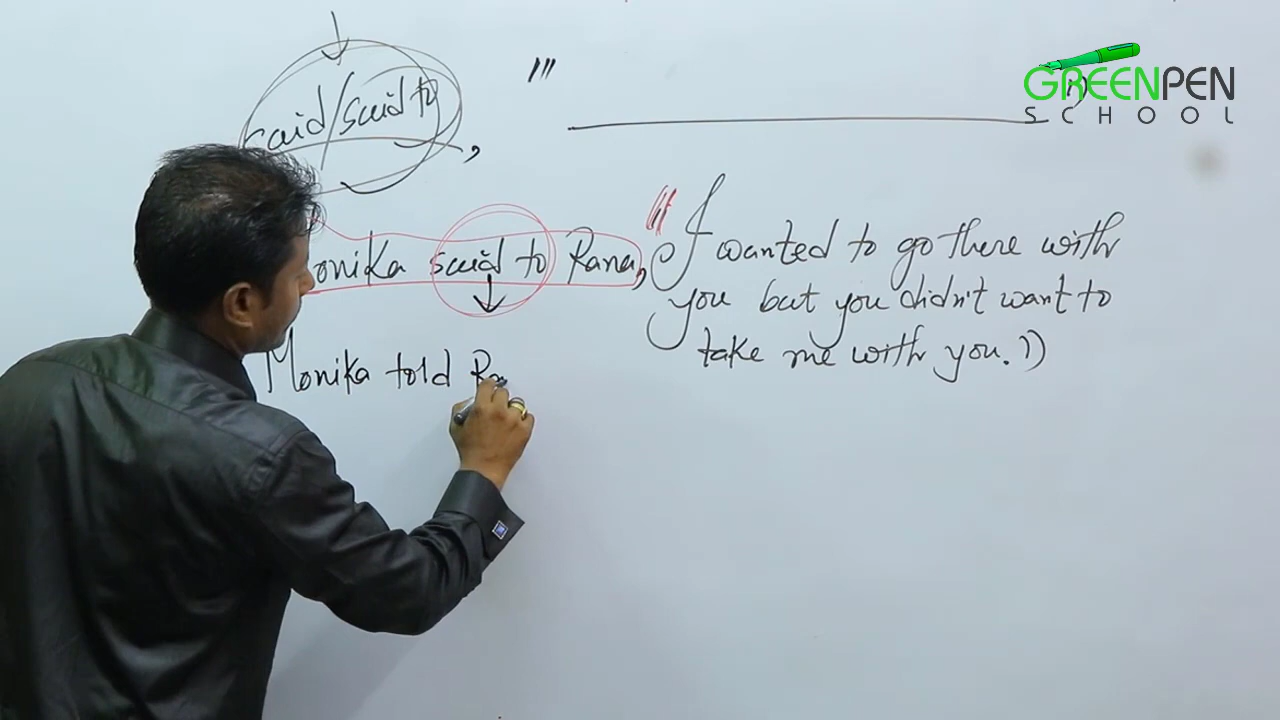 GREENPEN
SCHOOL
said/said to, "
"
Monika said to Rana, "I wanted to go there with
you but you didn't want to
take me with you.")
Monika told Ra